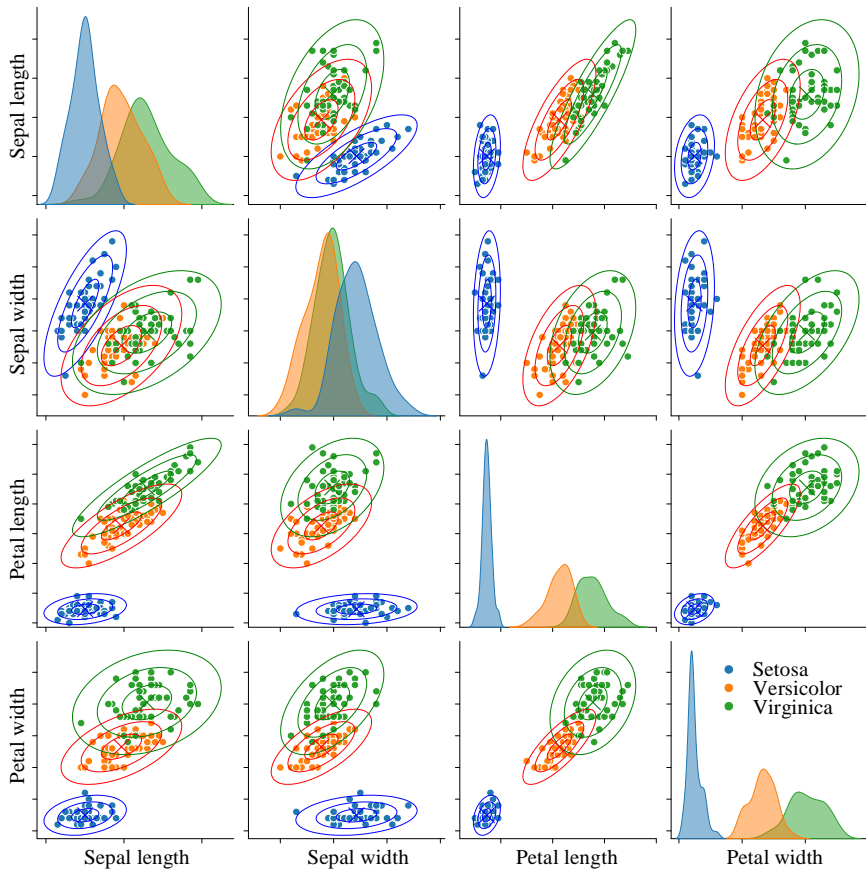 Sepal length
Sepal width
Petal length
Petal width
Setosa
Versicolor
Virginica
Sepal length
Sepal width
Petal length
Petal width